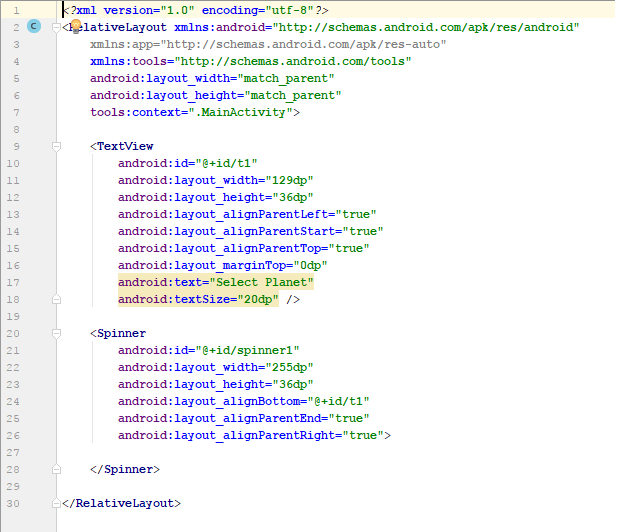 1 <?xml version="1.0" encoding="utf-8"?>
2 C <RelativeLayout xmlns:android="http://schemas.android.com/apk/res/android"
3 xmlns:app="http://schemas.android.com/apk/res-auto"
4 xmlns:tools="http://schemas.android.com/tools"
5 android:layout_width="match_parent"
6 android:layout_height="match_parent"
7 tools:context=".MainActivity">
8
9 <TextView
10 android:id="@+id/t1"
11 android:layout_width="129dp"
12 android:layout_height="36dp"
13 android:layout_alignParentLeft="true"
14 android:layout_alignParentStart="true"
15 android:layout_alignParentTop="true"
16 android:layout_marginTop="0dp"
17 android:text="Select Planet"
18 android:textSize="20dp" />
19
20 <Spinner
21 android:id="@+id/spinner1"
22 android:layout_width="255dp"
23 android:layout_height="36dp"
24 android:layout_alignBottom="@+id/t1"
25 android:layout_alignParentEnd="true"
26 android:layout_alignParentRight="true">
27
28 </Spinner>
29
30 </RelativeLayout>